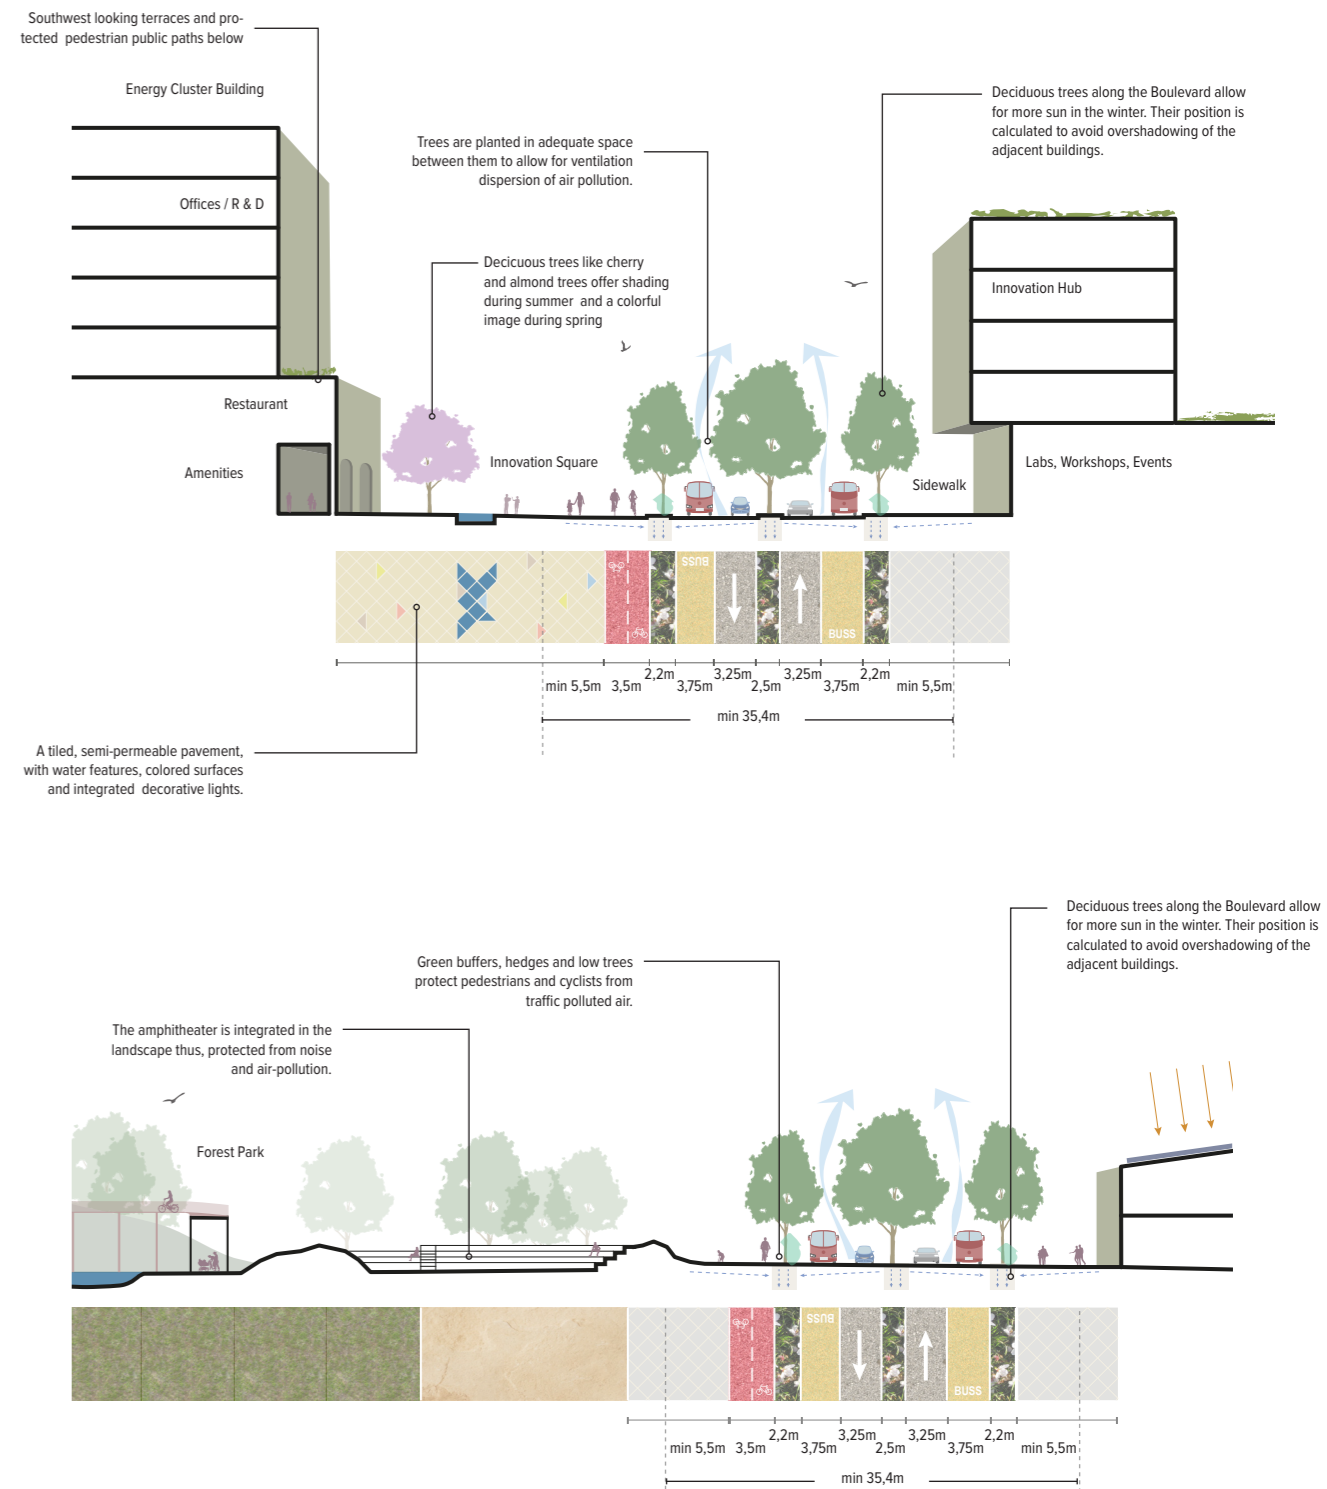 Southwest looking terraces and pro-
tected  pedestrian public paths below
Energy Cluster Building
Deciduous trees along the Boulevard allow
for more sun in the winter. Their position is
calculated to avoid overshadowing of the
adjacent buildings.
Trees are planted in adequate space
between them to allow for ventilation
dispersion of air pollution.
Offices / R & D
Decicuous trees like cherry
and almond trees offer shading
during summer  and a colorful
image during spring
Innovation Hub
Restaurant
Amenities
Innovation Square
Sidewalk
Labs, Workshops, Events
BUSS
BUSS
min 5,5m
3,5m
2,2m
3,75m
3,25m
2,5m
3,25m
3,75m
2,2m
min 5,5m
min 35,4m
A tiled, semi-permeable pavement,
with water features, colored surfaces
and integrated  decorative lights.
Deciduous trees along the Boulevard allow
for more sun in the winter. Their position is
calculated to avoid overshadowing of the
adjacent buildings.
Green buffers, hedges and low trees
protect pedestrians and cyclists from
traffic polluted air.
The amphitheater is integrated in the
landscape thus, protected from noise
and air-pollution.
Forest Park
BUSS
BUSS
min 5,5m
3,5m
2,2m
3,75m
3,25m
2,5m
3,25m
3,75m
2,2m
min 5,5m
min 35,4m